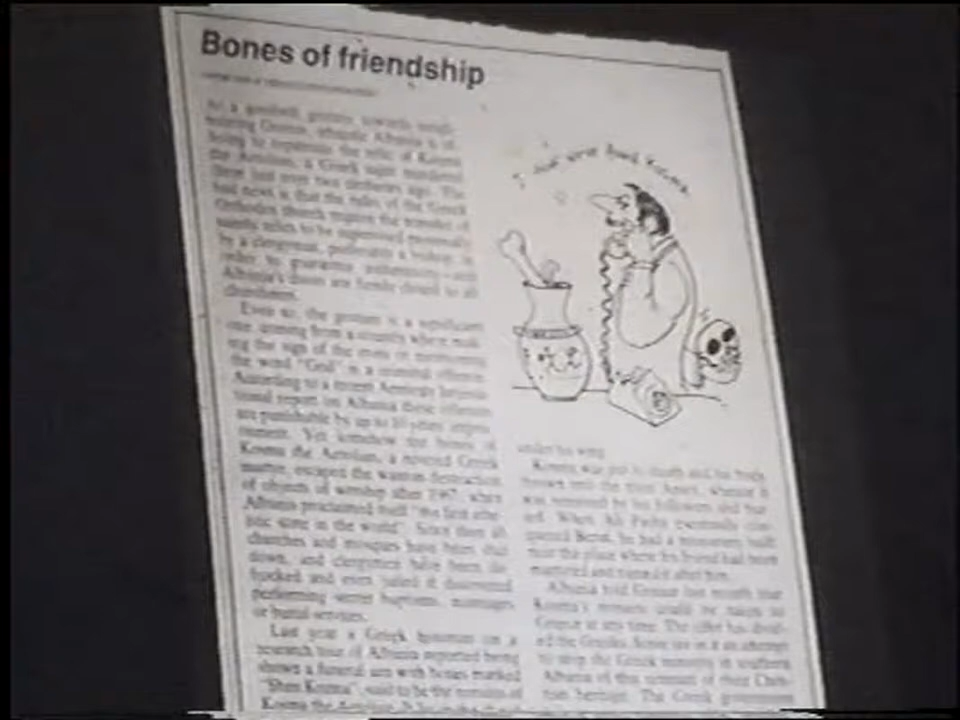 Bones of friendship
As a goodwill gesture towards neigh-
bouring Greece, atheistic Albania is of-
fering to repatriate the relic of Kosma
the Aetolian, a Greek sage murdered
there just over two centuries ago. The
bad news is that the rules of the Greek
Orthodox church require the transfer of
saintly relics to be supervised personally
by a clergyman, preferably a bishop, in
order to guarantee authenticity—and
Albania's doors are firmly closed to all
churchmen.
Even so, the gesture is a significant
one, coming from a country where mak-
ing the sign of the cross or mentioning
the word "God" is a criminal offence.
According to a recent Amnesty Interna-
tional report on Albania these offences
are punishable by up to 10 years' impris-
onment. Yet somehow the bones of
Kosma the Aetolian, a revered Greek
martyr, escaped the wanton destruction
of objects of worship after 1967, when
Albania proclaimed itself "the first athe-
istic state in the world". Since then all
churches and mosques have been shut
down, and clergymen have been de-
frocked and even jailed if discovered
performing secret baptisms, marriages
or burial services.
Last year a Greek historian on a
research tour of Albania reported being
shown a funeral urn with bones marked
"Shen Kozma", said to be the remains of
Kosma the Aetolian.
under his wing.
Kosma was put to death and his body
thrown into the river Apsos, whence it
was retrieved by his followers and bur-
ied. When Ali Pasha eventually con-
quered Berat, he had a monastery built
near the place where his friend had been
martyred and named it after him.
Albania told Greece last month that
Kosma's remains could be taken to
Greece at any time. The offer has divid-
ed the Greeks. Some see it as an attempt
to strip the Greek minority in southern
Albania of this remnant of their Chris-
tian heritage. The Greek government